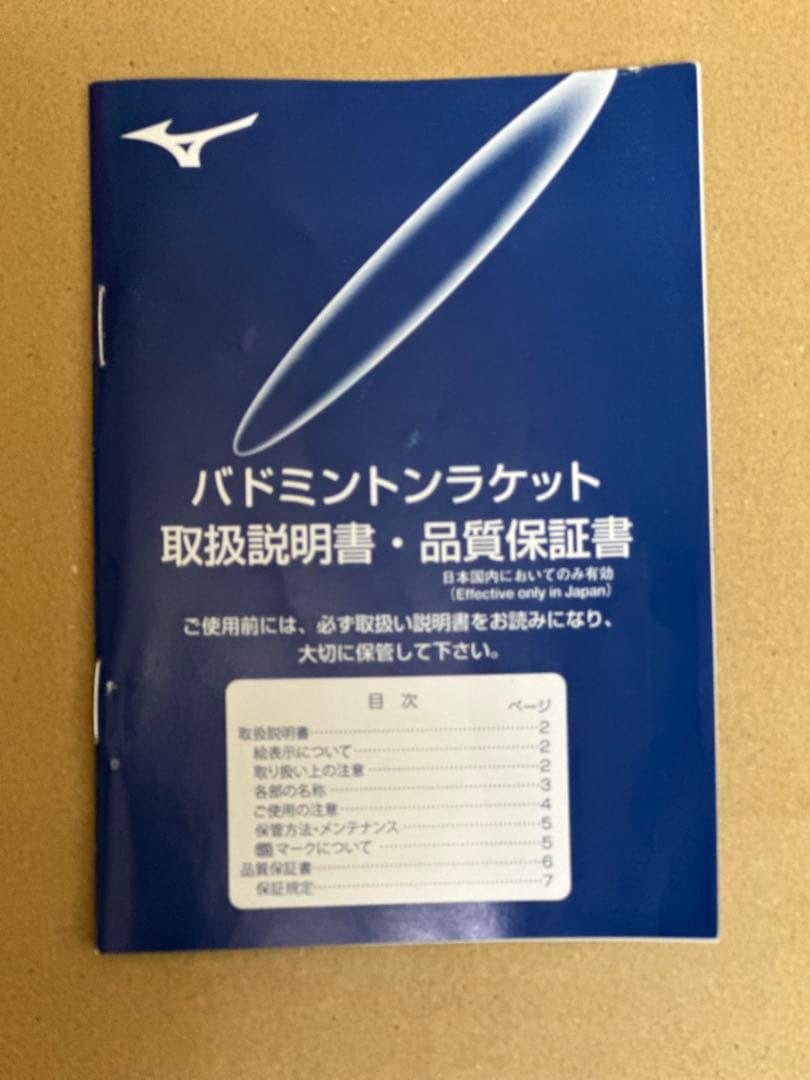 バドミントンラケット
取扱説明書・品質保証書
日本国内においてのみ有効
(Effective only in Japan)
ご使用前には、必ず取扱い説明書をお読みになり、
大切に保管して下さい。
目 次
ページ
取扱説明書 2
絵表示について 2
取り扱い上の注意 2
各部の名称 3
ご使用の注意 4
保管方法・メンテナンス 5
マークについて 5
品質保証書 6
保証規定 7